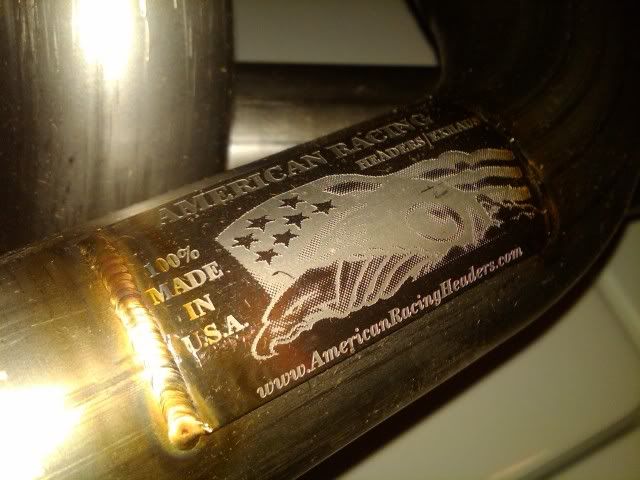 AMERICAN RACING
HEADERS | EXHAUST
100%
MADE
IN
U.S.A.
www.AmericanRacingHeaders.com